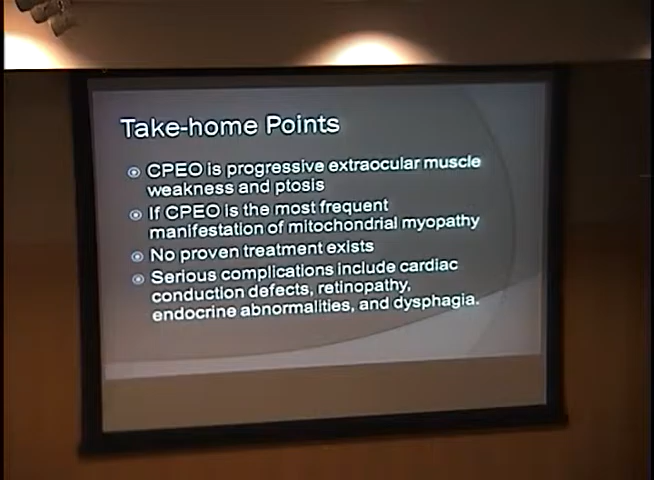 Take-home Points
CPEO is progressive extraocular muscle
weakness and ptosis
If CPEO is the most frequent
manifestation of mitochondrial myopathy
No proven treatment exists
Serious complications include cardiac
conduction defects, retinopathy,
endocrine abnormalities, and dysphagia.